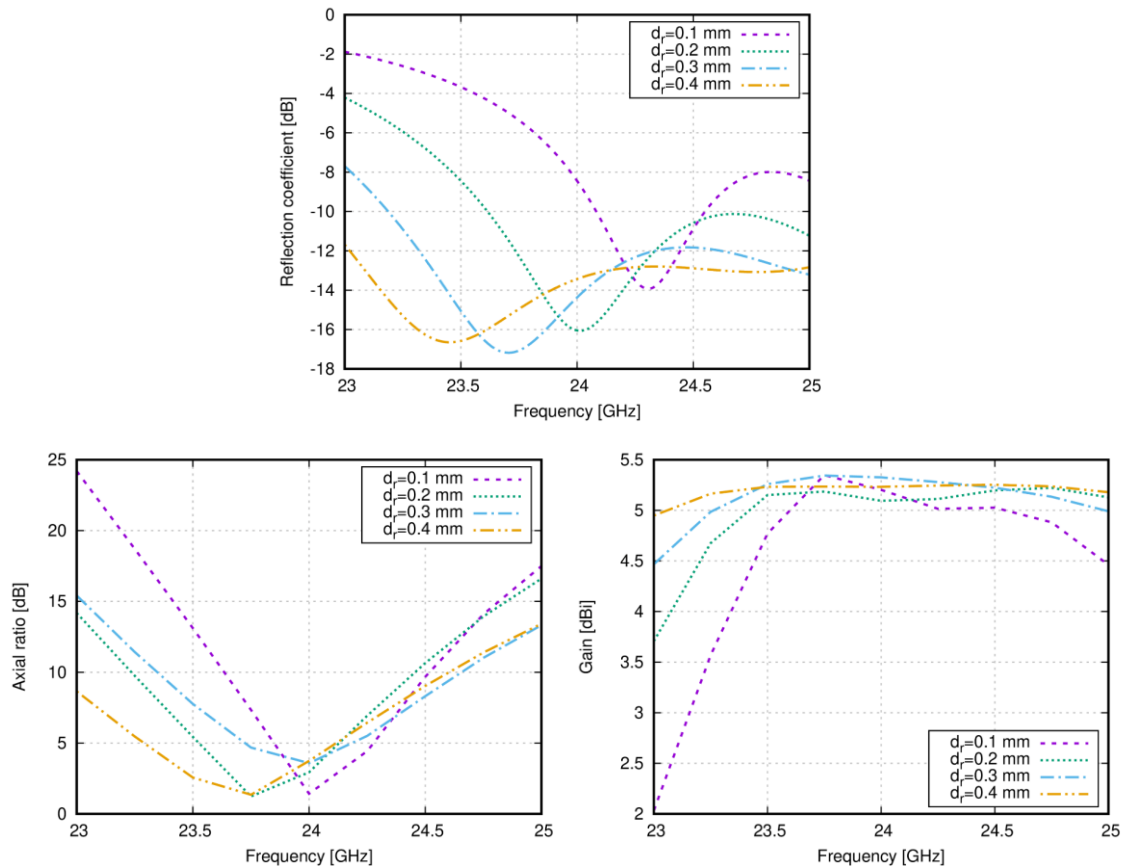 0
-2
-4
-6
-8
-10
-12
-14
-16
-18
Reflection coefficient [dB]
dr=0.1 mm
dr=0.2 mm
dr=0.3 mm
dr=0.4 mm
23
23.5
24
24.5
25
Frequency [GHz]
25
20
15
10
5
0
Axial ratio [dB]
dr=0.1 mm
dr=0.2 mm
dr=0.3 mm
dr=0.4 mm
23
23.5
24
24.5
25
Frequency [GHz]
5.5
5
4.5
4
3.5
3
2.5
2
Gain [dBi]
dr=0.1 mm
dr=0.2 mm
dr=0.3 mm
dr=0.4 mm
23
23.5
24
24.5
25
Frequency [GHz]